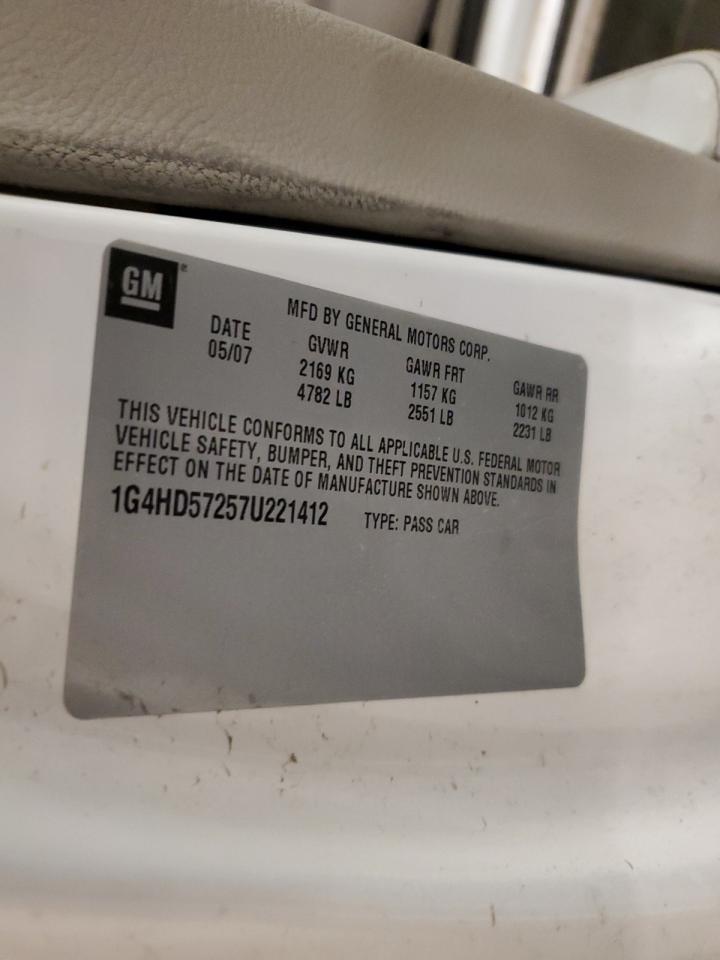 GM®
MFD BY GENERAL MOTORS CORP.
DATE GVWR GAWR FRT GAWR RR
05/07 2169 KG 1157 KG 1012 KG
4782 LB 2551 LB 2231 LB
THIS VEHICLE CONFORMS TO ALL APPLICABLE U.S. FEDERAL MOTOR
VEHICLE SAFETY, BUMPER, AND THEFT PREVENTION STANDARDS IN
EFFECT ON THE DATE OF MANUFACTURE SHOWN ABOVE.
1G4HD57257U221412 TYPE: PASS CAR